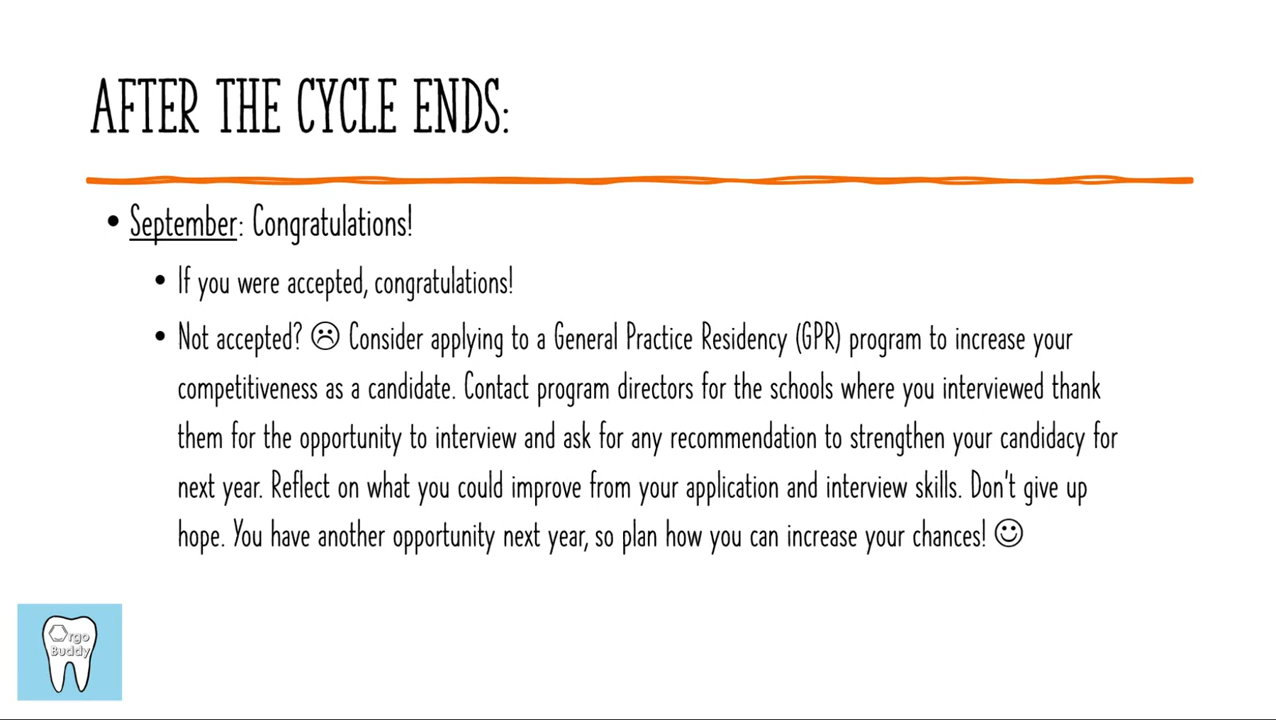 AFTER THE CYCLE ENDS:
• September: Congratulations!
• If you were accepted, congratulations!
• Not accepted? ☹ Consider applying to a General Practice Residency (GPR) program to increase your
competitiveness as a candidate. Contact program directors for the schools where you interviewed thank
them for the opportunity to interview and ask for any recommendation to strengthen your candidacy for
next year. Reflect on what you could improve from your application and interview skills. Don't give up
hope. You have another opportunity next year, so plan how you can increase your chances! ☺
Orgo
Buddy